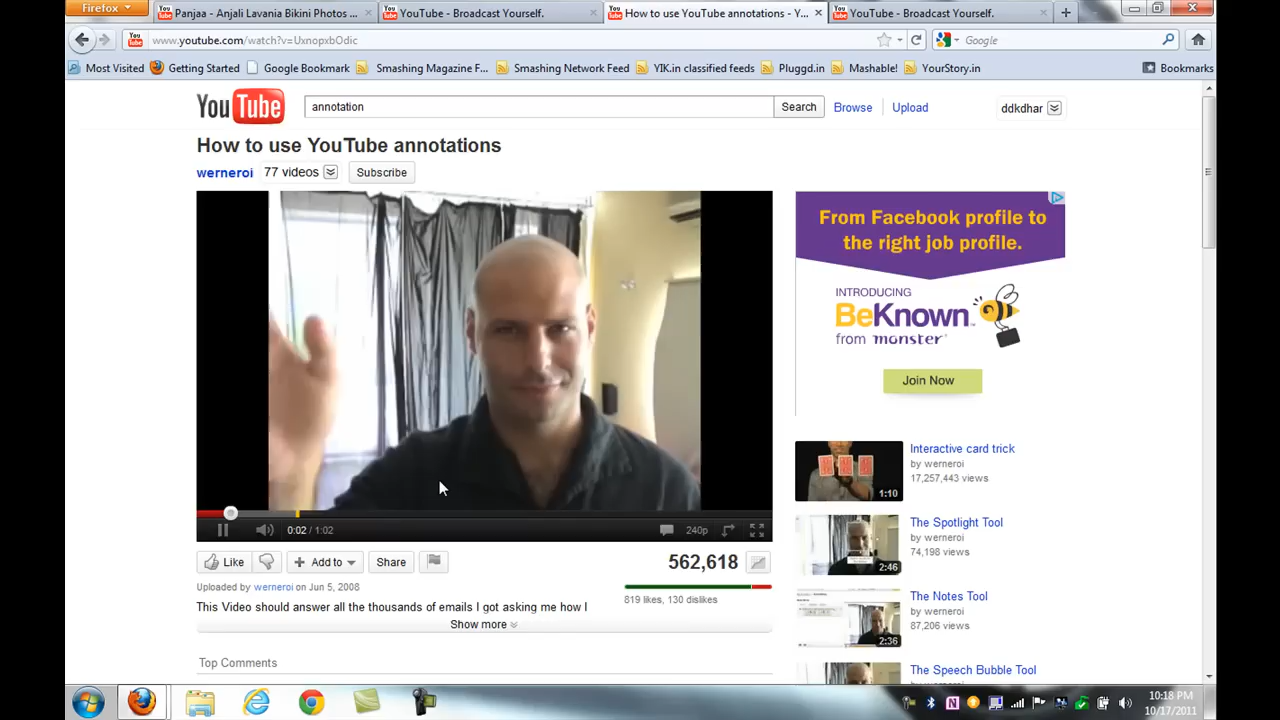 Firefox
Panjaa - Anjali Lavania Bikini Photos ...
YouTube - Broadcast Yourself.
How to use YouTube annotations - Y...
YouTube - Broadcast Yourself.
www.youtube.com/watch?v=UxnopxbOdic
Google
Most Visited
Getting Started
Google Bookmark
Smashing Magazine F...
Smashing Network Feed
YIK.in classified feeds
Pluggd.in
Mashable!
YourStory.in
Bookmarks
YouTube
annotation
Search
Browse
Upload
ddkdhar
How to use YouTube annotations
werneroi
77 videos
Subscribe
0:02 / 1:02
240p
Like
Add to
Share
562,618
Uploaded by werneroi on Jun 5, 2008
819 likes, 130 dislikes
This Video should answer all the thousands of emails I got asking me how I
Show more
Top Comments
From Facebook profile to
the right job profile.
INTRODUCING
BeKnown
from monster
Join Now
Interactive card trick
by werneroi
17,257,443 views
1:10
The Spotlight Tool
by werneroi
74,198 views
2:46
The Notes Tool
by werneroi
87,206 views
2:36
The Speech Bubble Tool
by werneroi
10:18 PM
10/17/2011